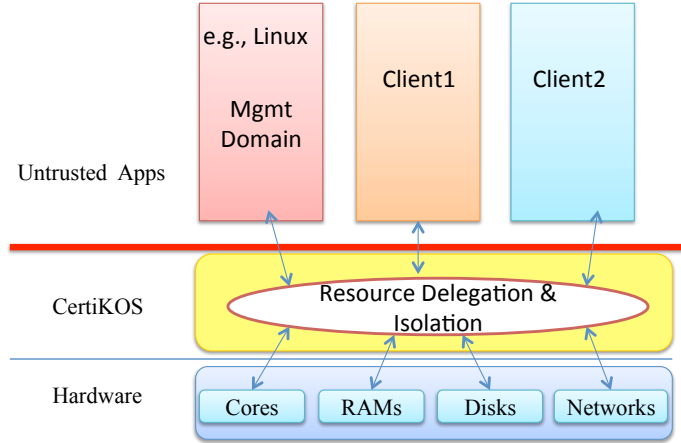 e.g., Linux
Mgmt
Domain
Client1
Client2
Untrusted Apps
CertiKOS
Resource Delegation &
Isolation
Hardware
Cores
RAMs
Disks
Networks